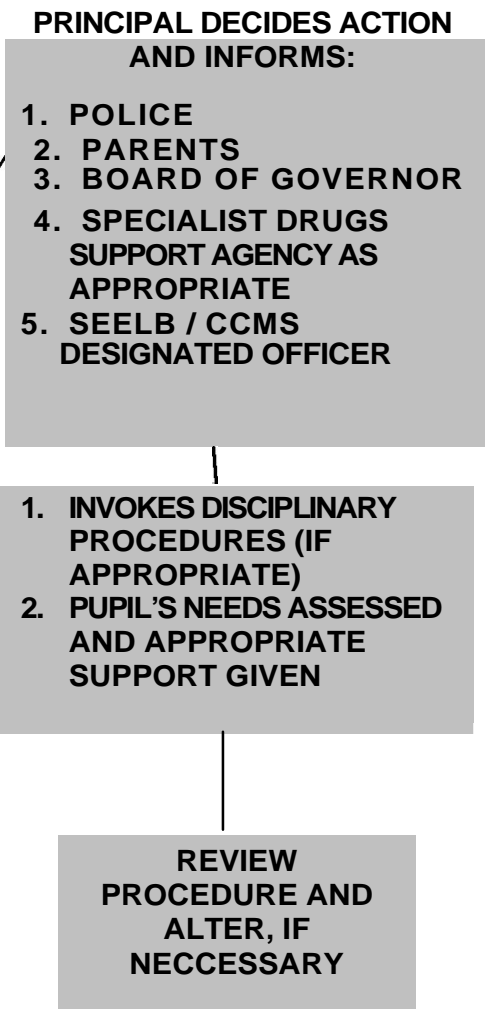 PRINCIPAL DECIDES ACTION
AND INFORMS:
1. POLICE
2. PARENTS
3. BOARD OF GOVERNOR
4. SPECIALIST DRUGS
SUPPORT AGENCY AS
APPROPRIATE
5. SEELB / CCMS
DESIGNATED OFFICER
1. INVOKES DISCIPLINARY
PROCEDURES (IF
APPROPRIATE)
2. PUPIL'S NEEDS ASSESSED
AND APPROPRIATE
SUPPORT GIVEN
REVIEW
PROCEDURE AND
ALTER, IF
NECCESSARY